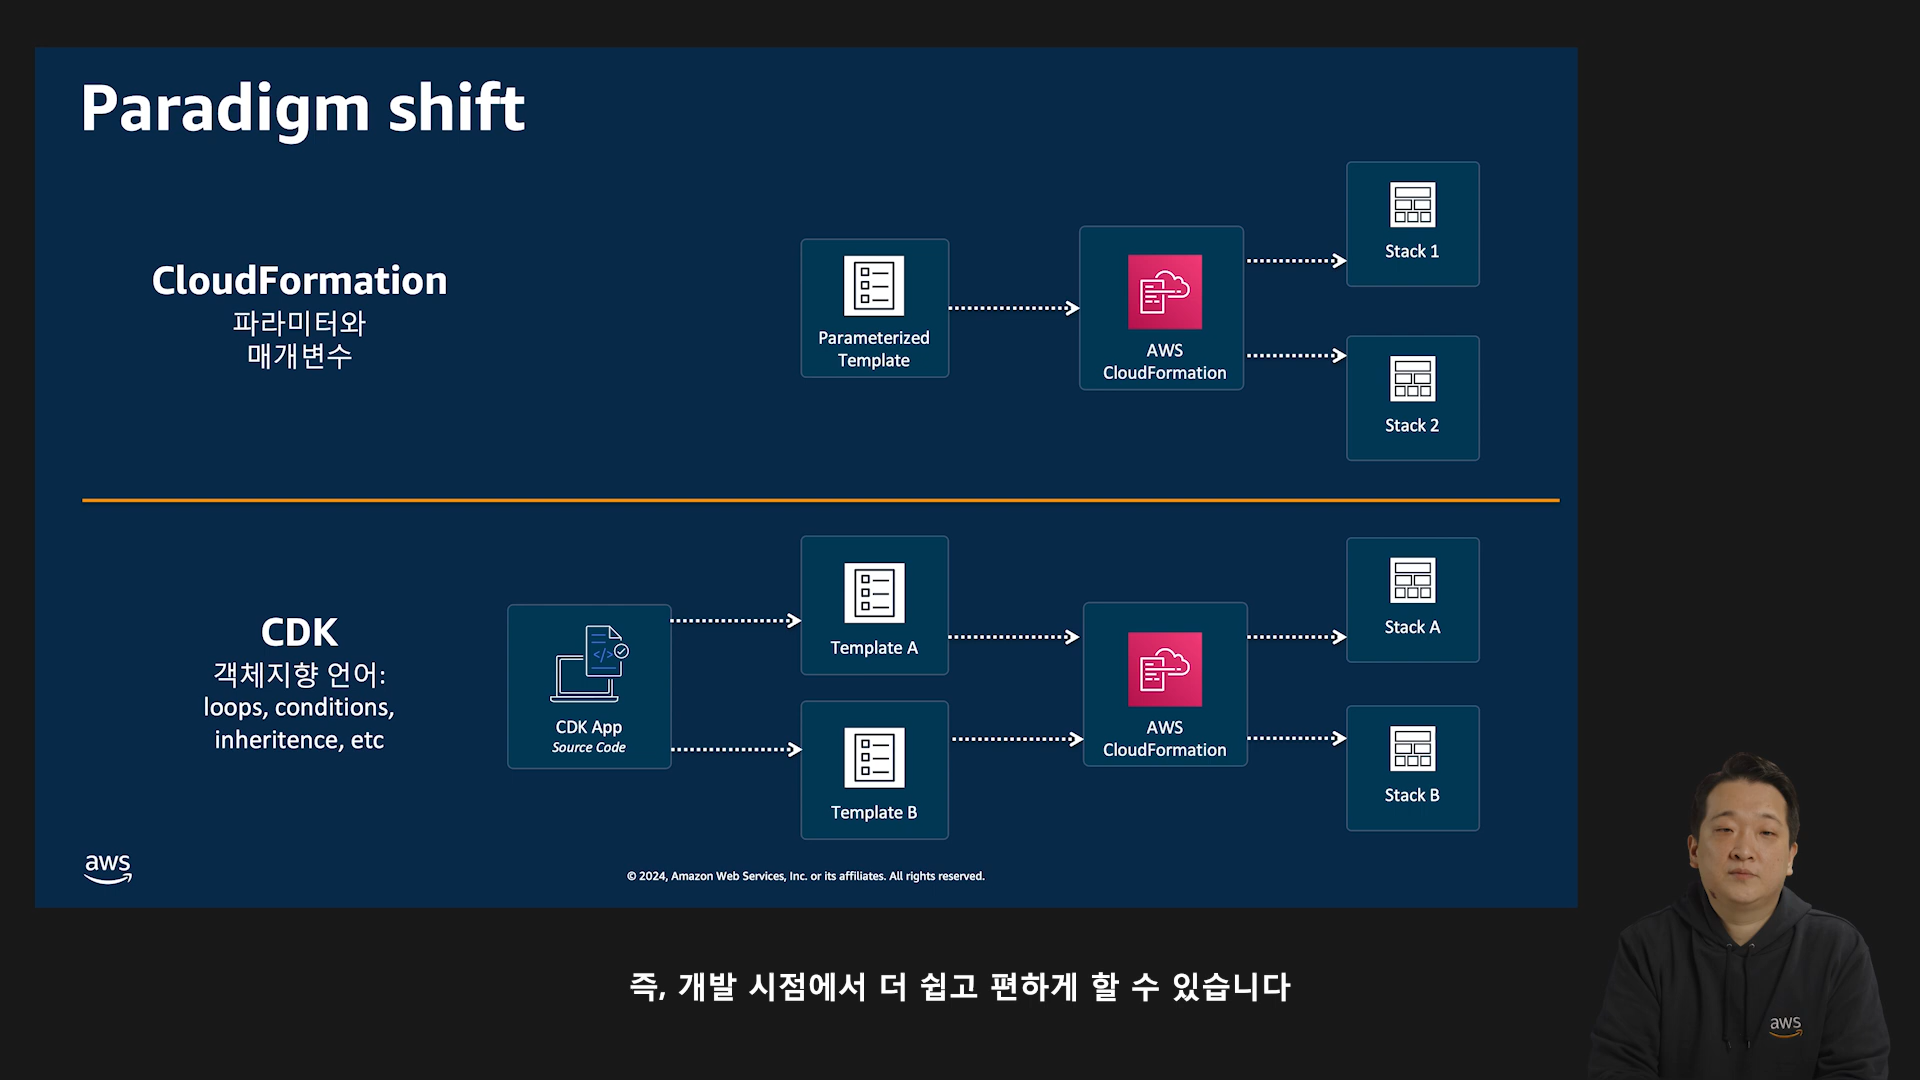 Paradigm shift
CloudFormation
파라미터와
매개변수
Parameterized
Template
AWS
CloudFormation
Stack 1
Stack 2
CDK
객체지향 언어:
loops, conditions,
inheritence, etc
CDK App
Source Code
Template A
Template B
AWS
CloudFormation
Stack A
Stack B
aws
© 2024, Amazon Web Services, Inc. or its affiliates. All rights reserved.
즉, 개발 시점에서 더 쉽고 편하게 할 수 있습니다
aws